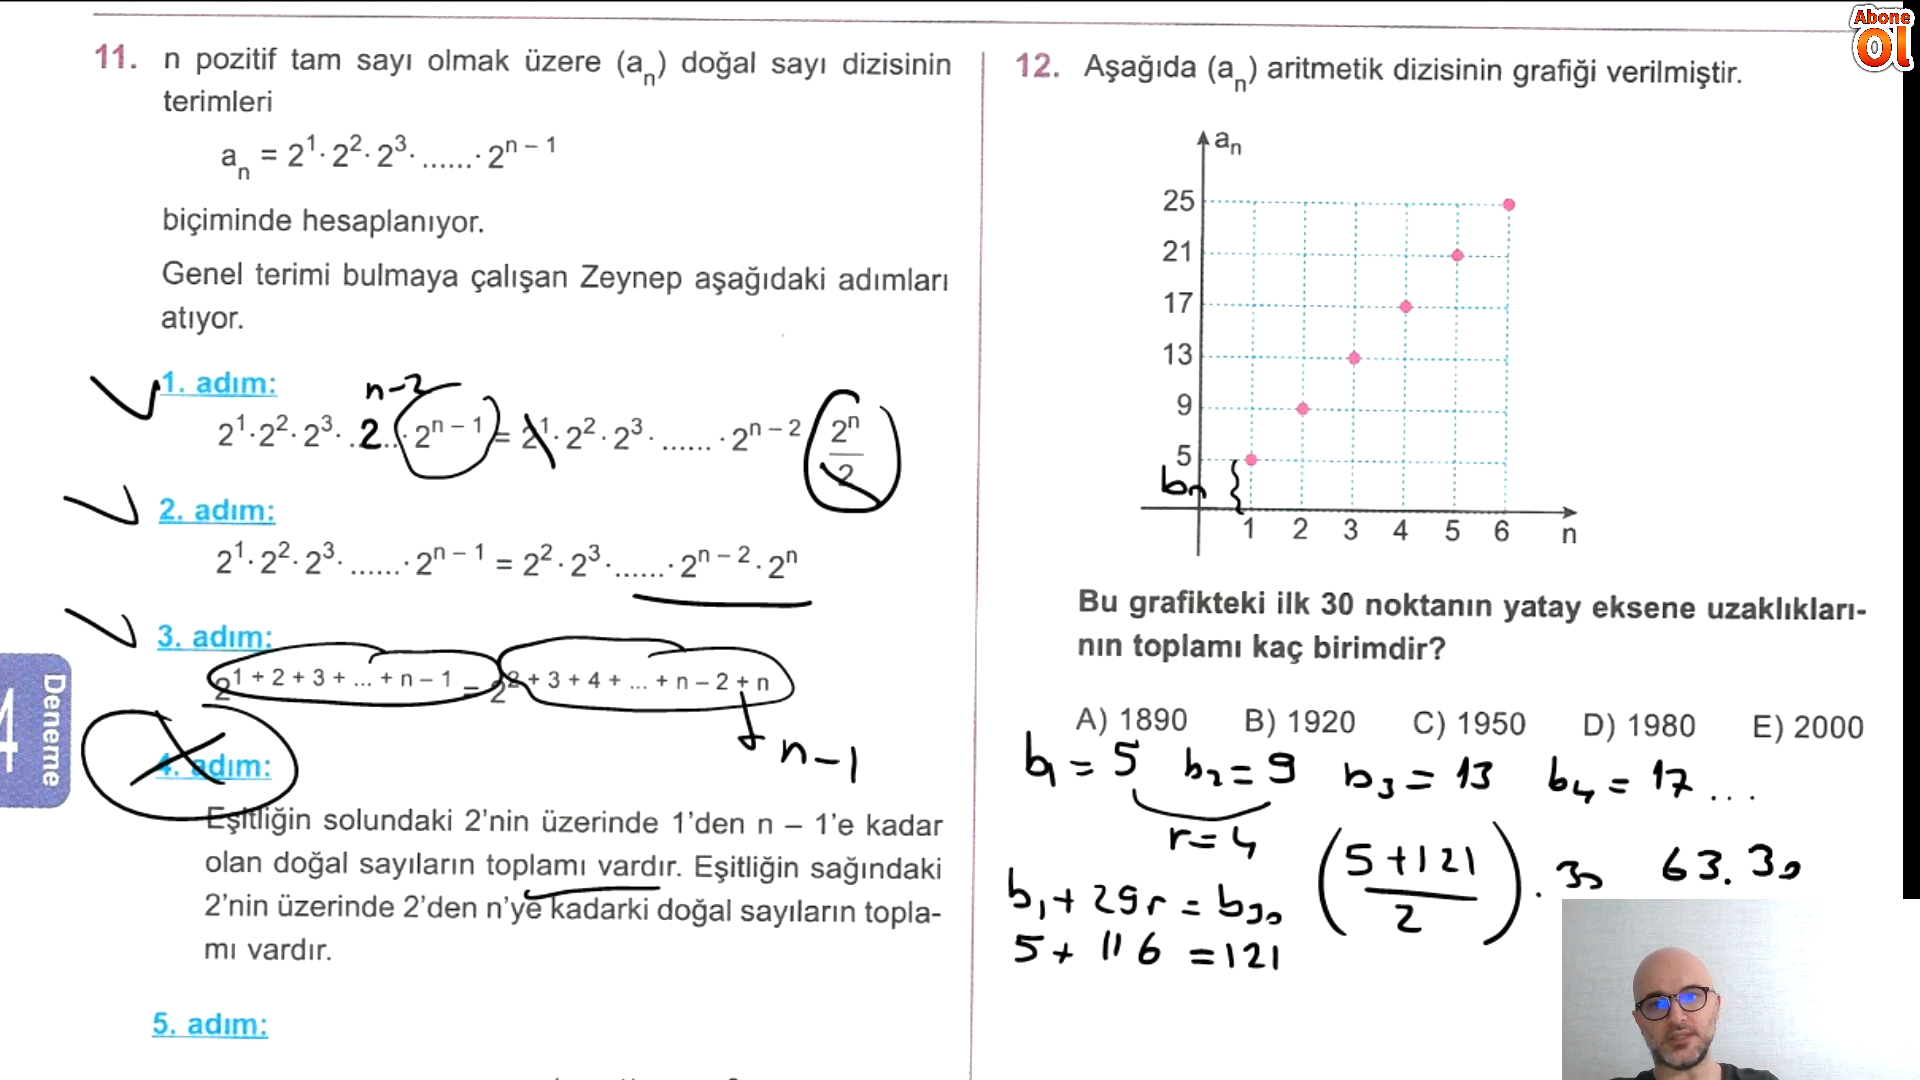 Abone
Ol
11. n pozitif tam sayı olmak üzere (aₙ) doğal sayı dizisinin
terimleri
aₙ = 2¹·2²·2³·......·2ⁿ⁻¹
biçiminde hesaplanıyor.
Genel terimi bulmaya çalışan Zeynep aşağıdaki adımları
atıyor.
1. adım:
n-2
2¹·2²·2³·..2..·2ⁿ⁻¹ = 2¹·2²·2³·......·2ⁿ⁻² 2ⁿ/2
2. adım:
2¹·2²·2³·......·2ⁿ⁻¹ = 2²·2³·......·2ⁿ⁻²·2ⁿ
3. adım:
2^(1 + 2 + 3 + ... + n – 1) = 2^(2 + 3 + 4 + ... + n – 2 + n)
+ n-1
4. adım:
Eşitliğin solundaki 2'nin üzerinde 1'den n – 1'e kadar
olan doğal sayıların toplamı vardır. Eşitliğin sağındaki
2'nin üzerinde 2'den n'ye kadarki doğal sayıların topla-
mı vardır.
5. adım:
4
Deneme
12. Aşağıda (aₙ) aritmetik dizisinin grafiği verilmiştir.
aₙ
25
21
17
13
9
5
bn
1 2 3 4 5 6 n
Bu grafikteki ilk 30 noktanın yatay eksene uzaklıkları-
nın toplamı kaç birimdir?
A) 1890 B) 1920 C) 1950 D) 1980 E) 2000
b₁ = 5 b₂ = 9 b₃ = 13 b₄ = 17 ...
r = 4
b₁ + 29r = b₃₀
5 + 116 = 121
((5+121)/2) . 30 63.30